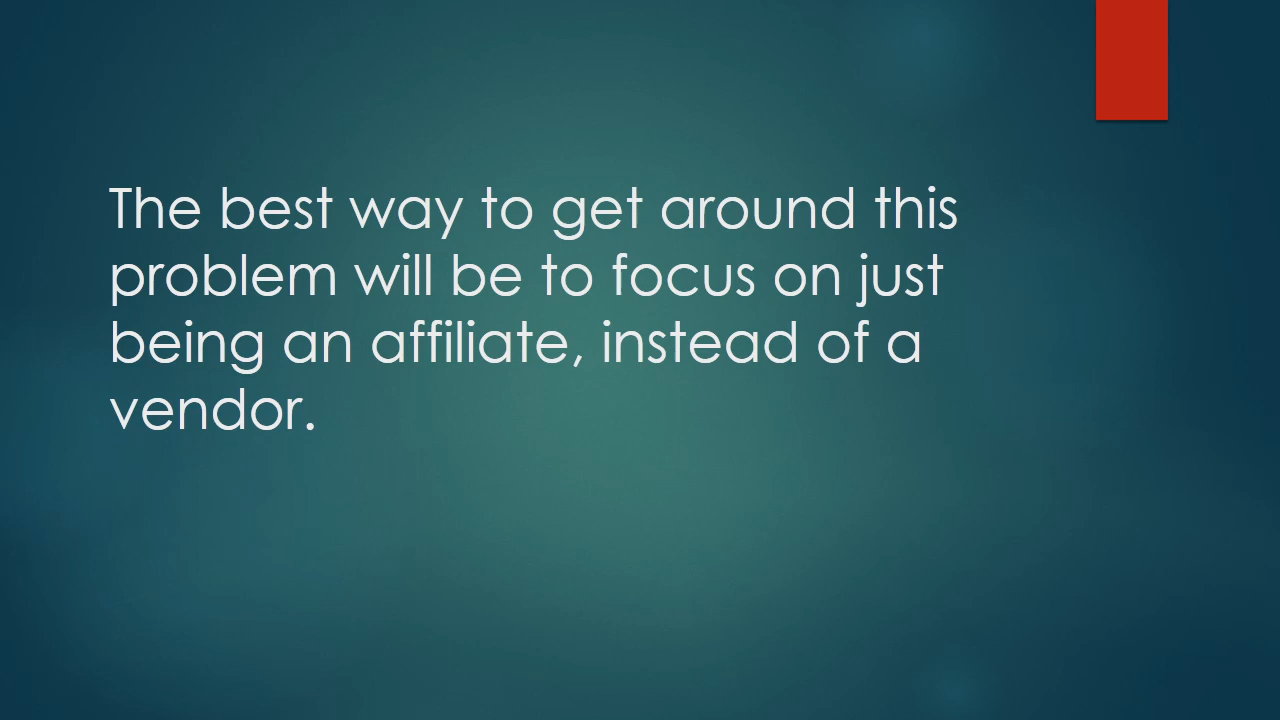 The best way to get around this
problem will be to focus on just
being an affiliate, instead of a
vendor.